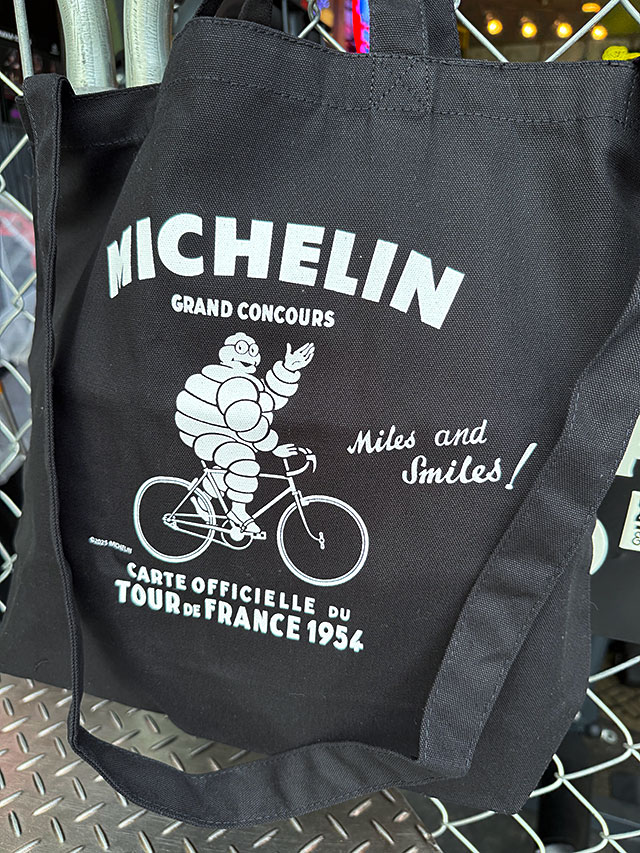 MICHELIN
GRAND CONCOURS
Miles and
Smiles!
©2025 MICHELIN
CARTE OFFICIELLE DU
TOUR DE FRANCE 1954